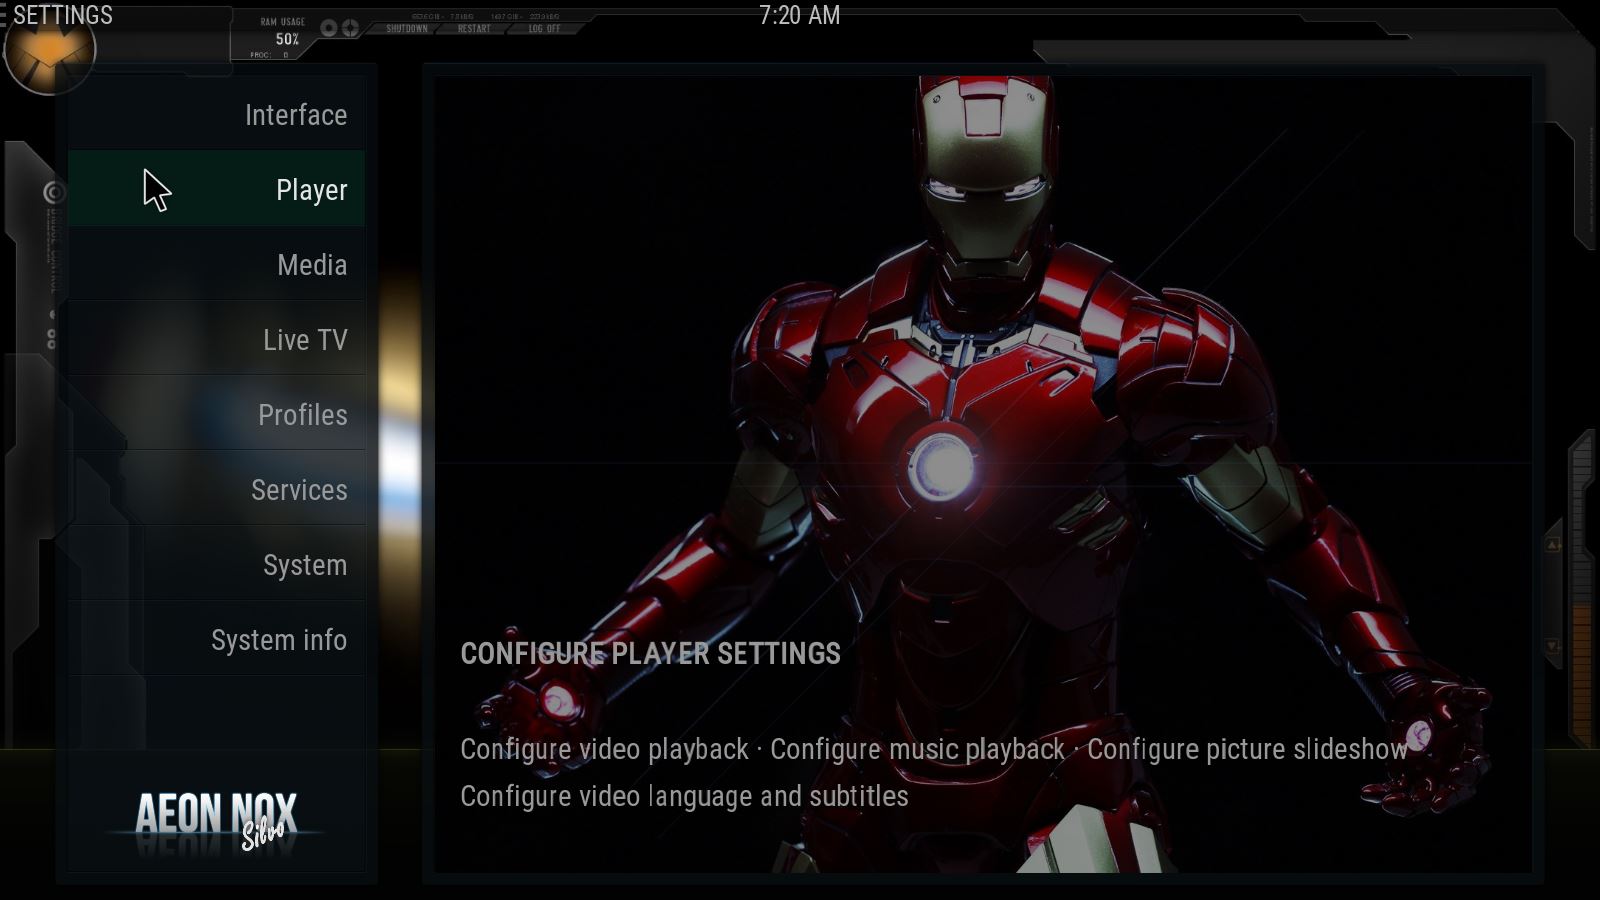 SETTINGS
7:20 AM
RAM USAGE
50%
PROC: 0
SHUTDOWN
RESTART
LOG OFF
Interface
Player
Media
Live TV
Profiles
Services
System
System info
CONFIGURE PLAYER SETTINGS
Configure video playback · Configure music playback · Configure picture slideshow
Configure video language and subtitles
AEON NOX
Silvo